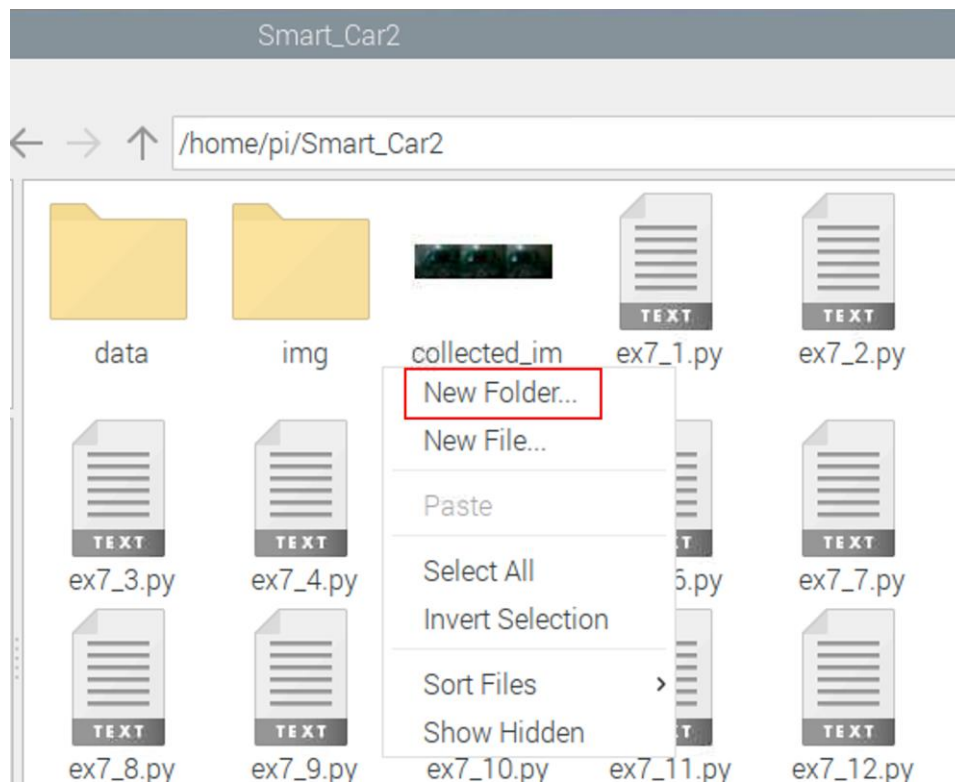 Smart_Car2
/home/pi/Smart_Car2
TEXT TEXT
data img collected_im ex7_1.py ex7_2.py
New Folder...
New File...
Paste
Select All
Invert Selection
Sort Files
Show Hidden
TEXT TEXT T TEXT
ex7_3.py ex7_4.py 6.py ex7_7.py
TEXT TEXT T TEXT
ex7_8.py ex7_9.py ex7_10.py ex7_11.py ex7_12.py